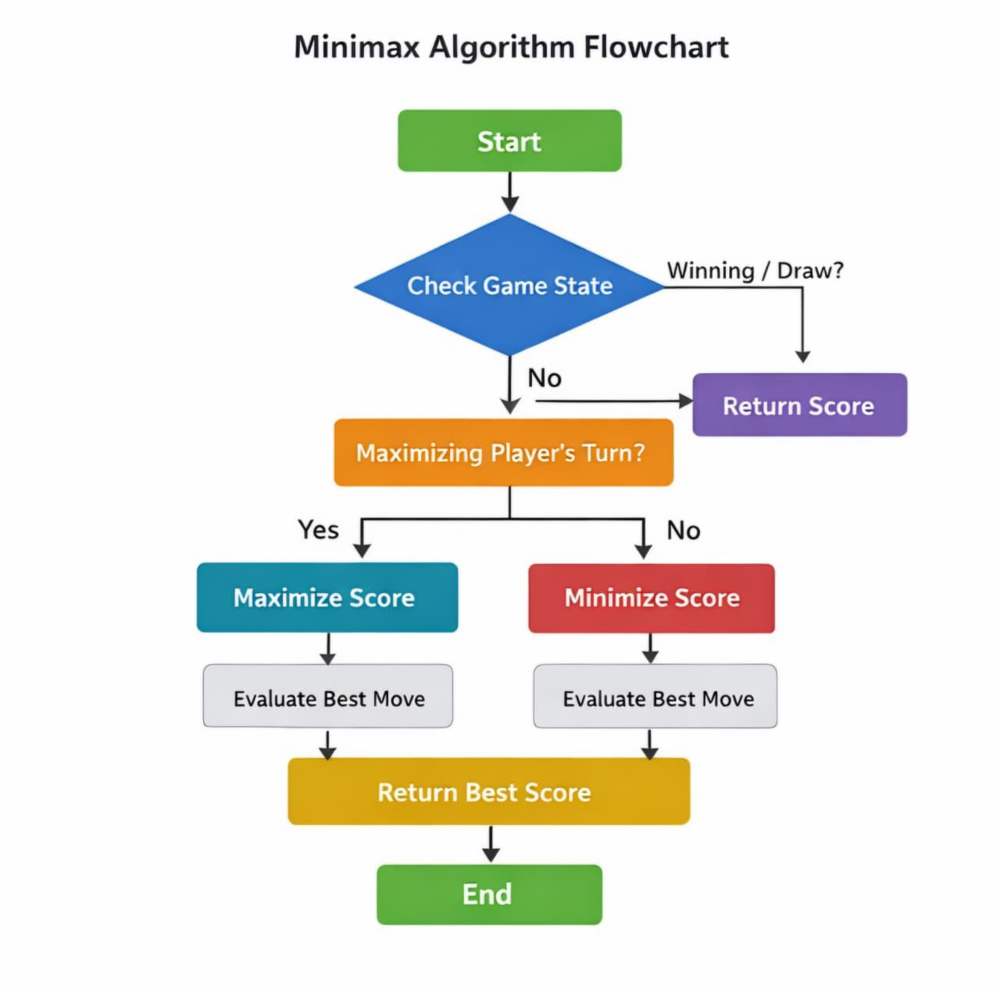 Minimax Algorithm Flowchart
Start
Check Game State
Winning / Draw?
No
Return Score
Maximizing Player's Turn?
Yes
No
Maximize Score
Minimize Score
Evaluate Best Move
Evaluate Best Move
Return Best Score
End